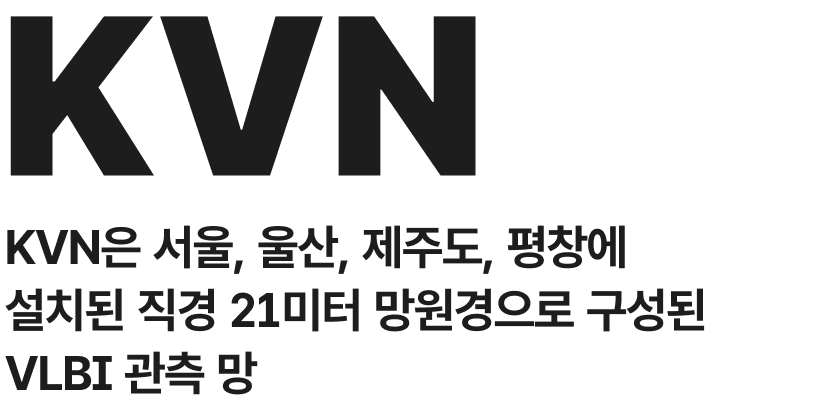 KVN
KVN은 서울, 울산, 제주도, 평창에
설치된 직경 21미터 망원경으로 구성된
VLBI 관측 망